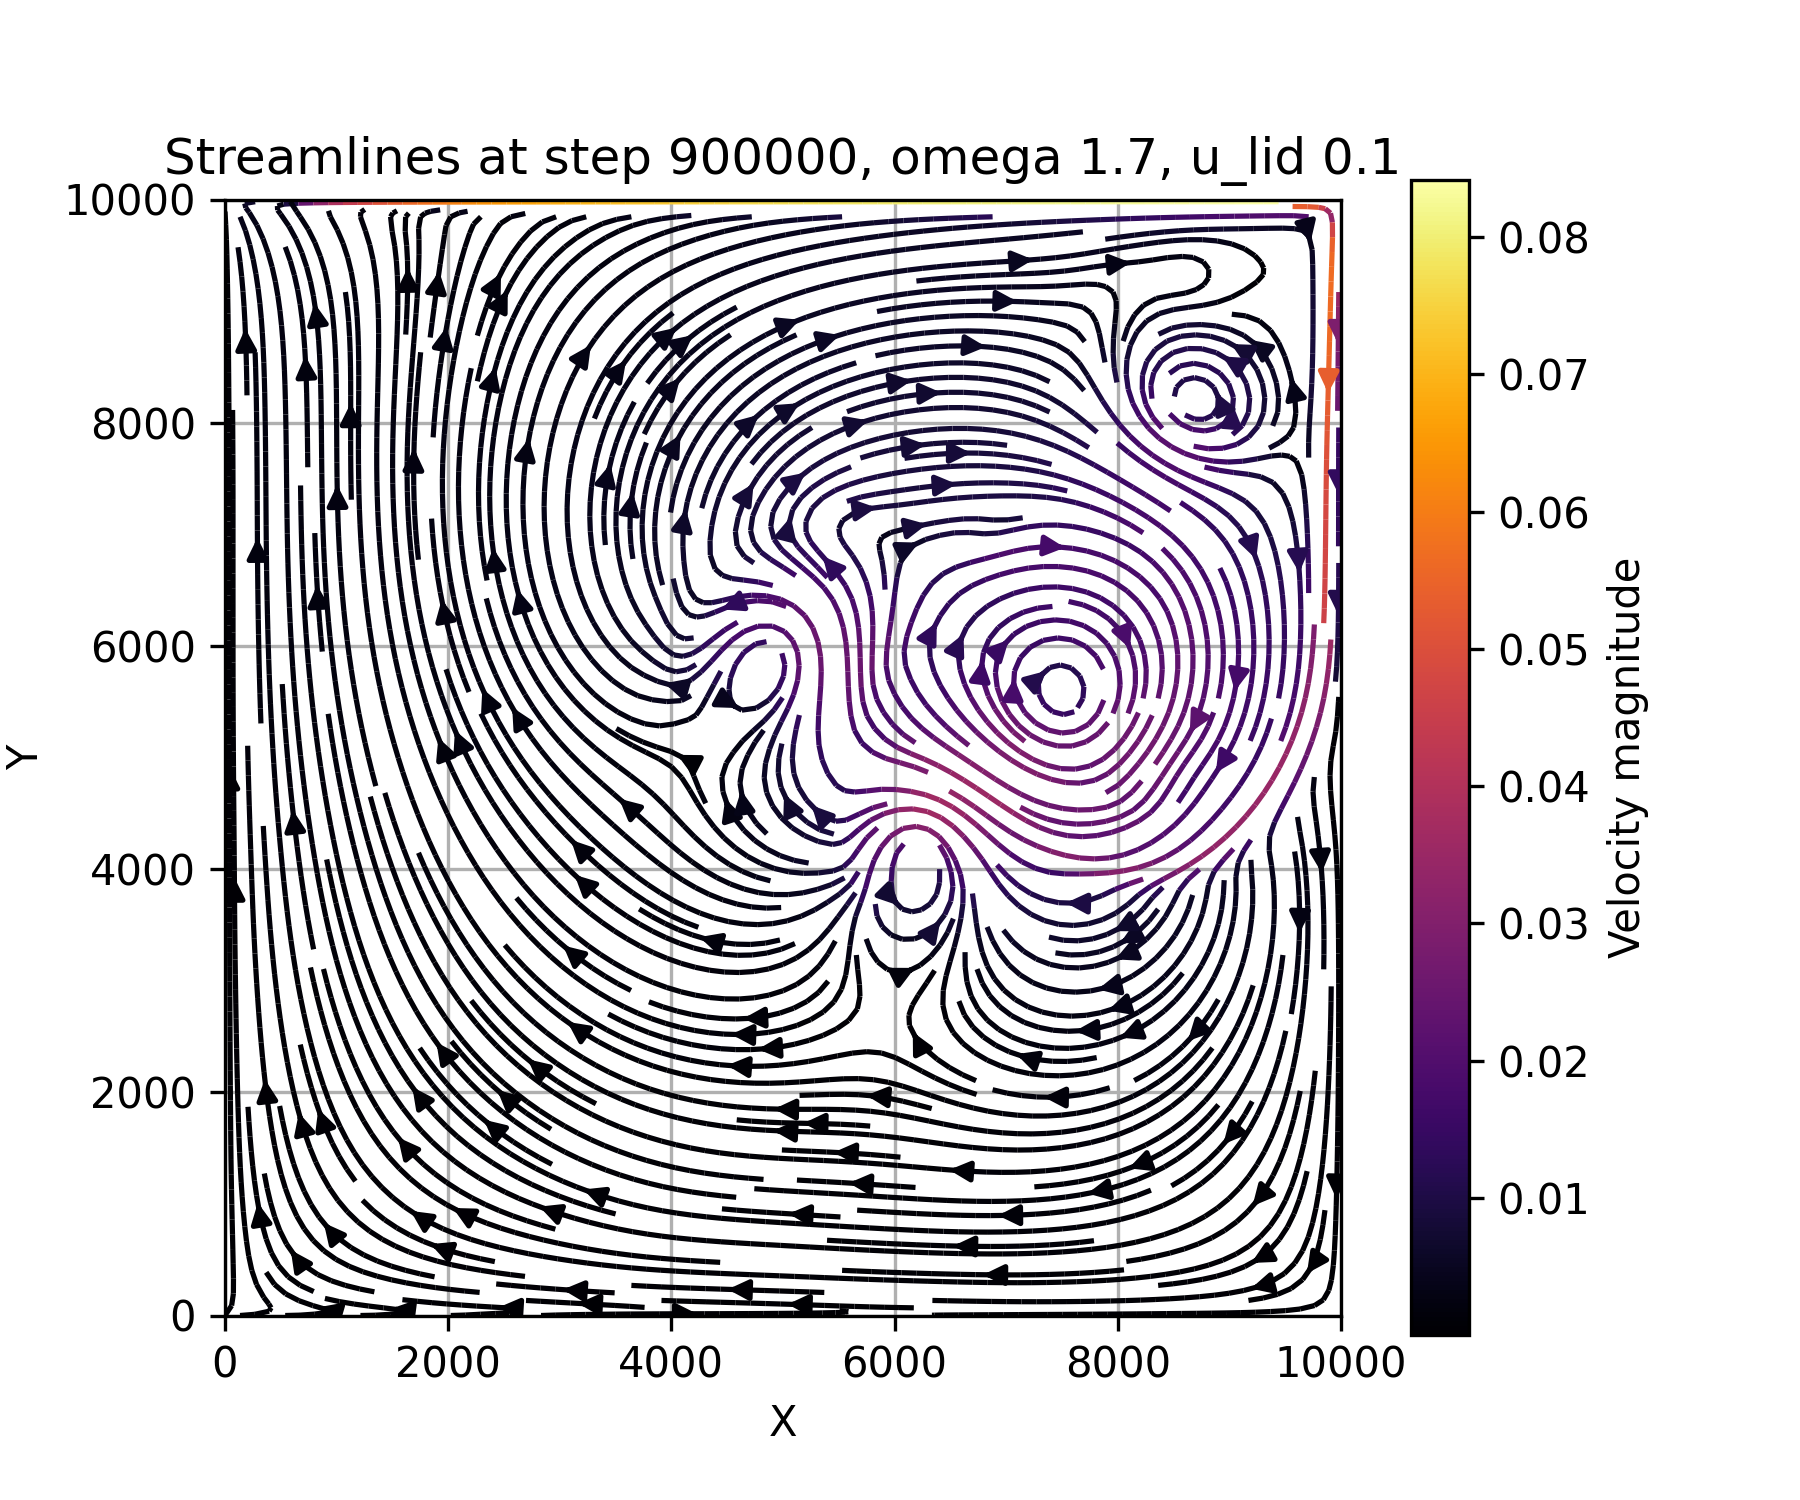 Streamlines at step 900000, omega 1.7, u_lid 0.1
10000
8000
6000
4000
2000
0
Y
0 2000 4000 6000 8000 10000
X
0.08
0.07
0.06
0.05
0.04
0.03
0.02
0.01
Velocity magnitude